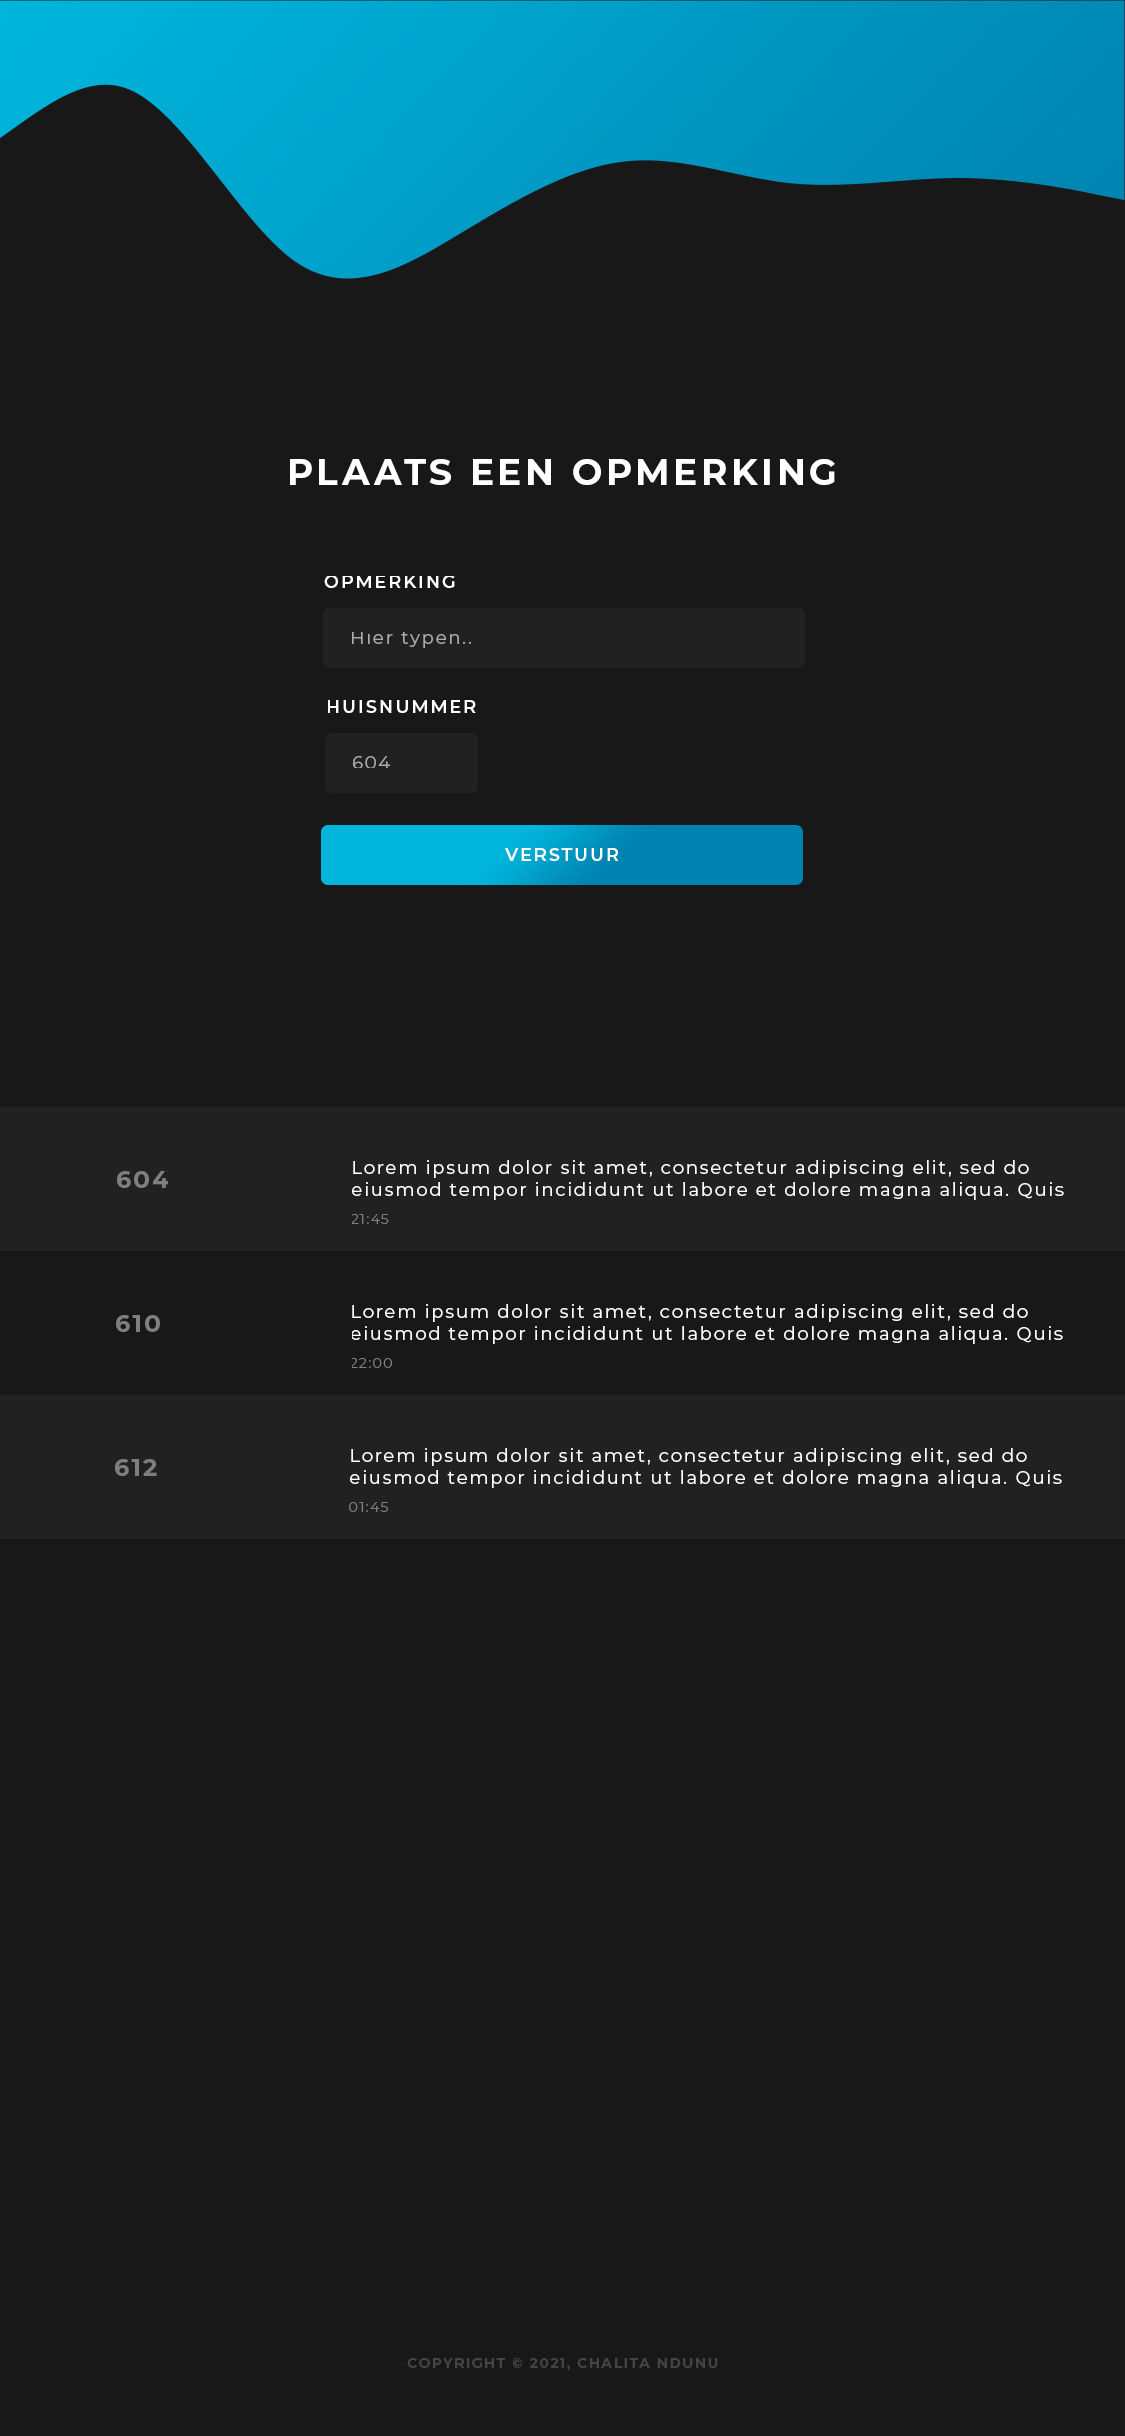 PLAATS EEN OPMERKING
OPMERKING
Hier typen..
HUISNUMMER
604
VERSTUUR
604
Lorem ipsum dolor sit amet, consectetur adipiscing elit, sed do
eiusmod tempor incididunt ut labore et dolore magna aliqua. Quis
21:45
610
Lorem ipsum dolor sit amet, consectetur adipiscing elit, sed do
eiusmod tempor incididunt ut labore et dolore magna aliqua. Quis
22:00
612
Lorem ipsum dolor sit amet, consectetur adipiscing elit, sed do
eiusmod tempor incididunt ut labore et dolore magna aliqua. Quis
01:45
COPYRIGHT © 2021, CHALITA NDUNU